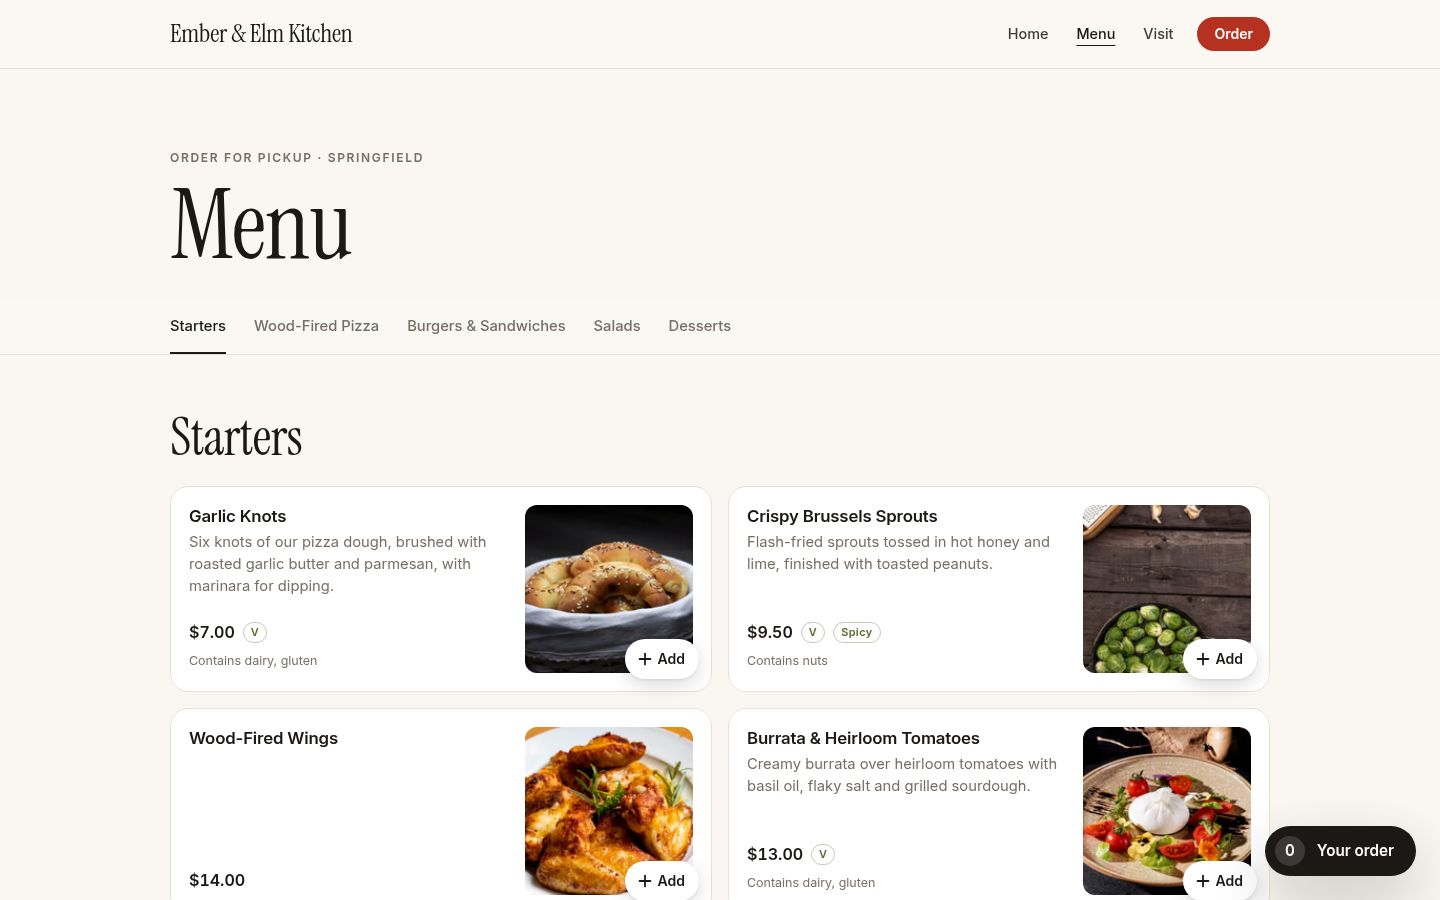 Ember & Elm Kitchen
Home
Menu
Visit
Order
ORDER FOR PICKUP · SPRINGFIELD
Menu
Starters
Wood-Fired Pizza
Burgers & Sandwiches
Salads
Desserts
Starters
Garlic Knots
Six knots of our pizza dough, brushed with
roasted garlic butter and parmesan, with
marinara for dipping.
$7.00 V
Contains dairy, gluten
+ Add
Crispy Brussels Sprouts
Flash-fried sprouts tossed in hot honey and
lime, finished with toasted peanuts.
$9.50 V Spicy
Contains nuts
+ Add
Wood-Fired Wings
$14.00
+ Add
Burrata & Heirloom Tomatoes
Creamy burrata over heirloom tomatoes with
basil oil, flaky salt and grilled sourdough.
$13.00 V
Contains dairy, gluten
+ Add
0 Your order